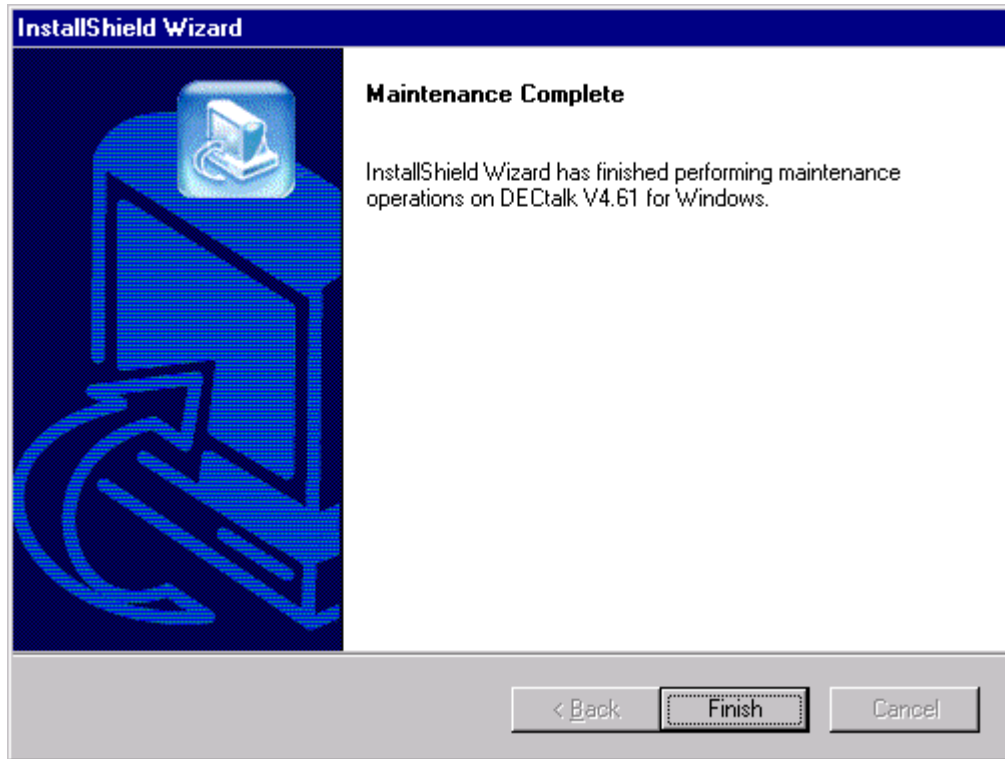 InstallShield Wizard
Maintenance Complete
InstallShield Wizard has finished performing maintenance
operations on DECtalk V4.61 for Windows.
< Back
Finish
Cancel